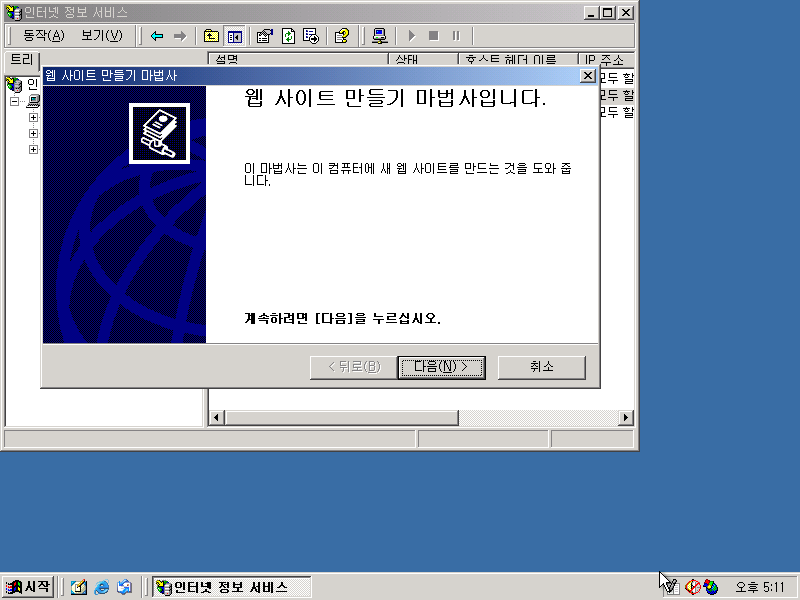 인터넷 정보 서비스
동작(A) 보기(V)
트리
설명 상태 호스트 헤더 이름 IP 주소
인
모두 할
모두 할
모두 할
웹 사이트 만들기 마법사
웹 사이트 만들기 마법사입니다.
이 마법사는 이 컴퓨터에 새 웹 사이트를 만드는 것을 도와 줍
니다.
계속하려면 [다음]을 누르십시오.
< 뒤로(B) 다음(N) > 취소
시작 인터넷 정보 서비스 오후 5:11